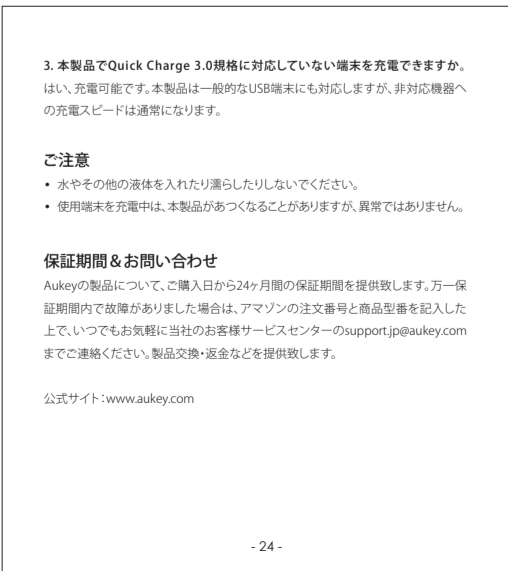 3. 本製品でQuick Charge 3.0規格に対応していない端末を充電できますか。
はい、充電可能です。本製品は一般的なUSB端末にも対応しますが、非対応機器へ
の充電スピードは通常になります。
ご注意
• 水やその他の液体を入れたり濡らしたりしないでください。
• 使用端末を充電中は、本製品があつくなることがありますが、異常ではありません。
保証期間＆お問い合わせ
Aukeyの製品について、ご購入日から24ヶ月間の保証期間を提供致します。万一保
証期間内で故障がありました場合は、アマゾンの注文番号と商品型番を記入した
上で、いつでもお気軽に当社のお客様サービスセンターのsupport.jp@aukey.com
までご連絡ください。製品交換・返金などを提供致します。
公式サイト：www.aukey.com
- 24 -